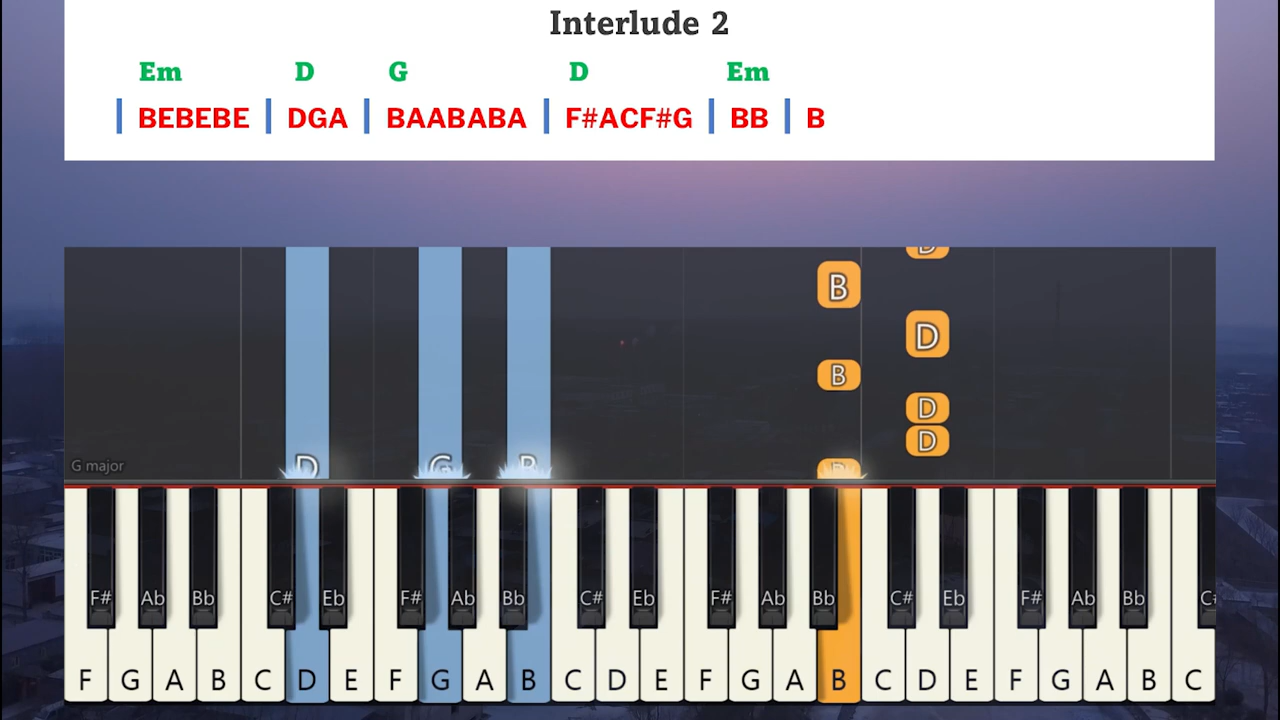 Interlude 2
Em D G D Em
| BEBEBE | DGA | BAABABA | F#ACF#G | BB | B
D
B
D
B
D
D
G major
D G B B
F# Ab Bb C# Eb F# Ab Bb C# Eb F# Ab Bb C# Eb F# Ab Bb C#
F G A B C D E F G A B C D E F G A B C D E F G A B C